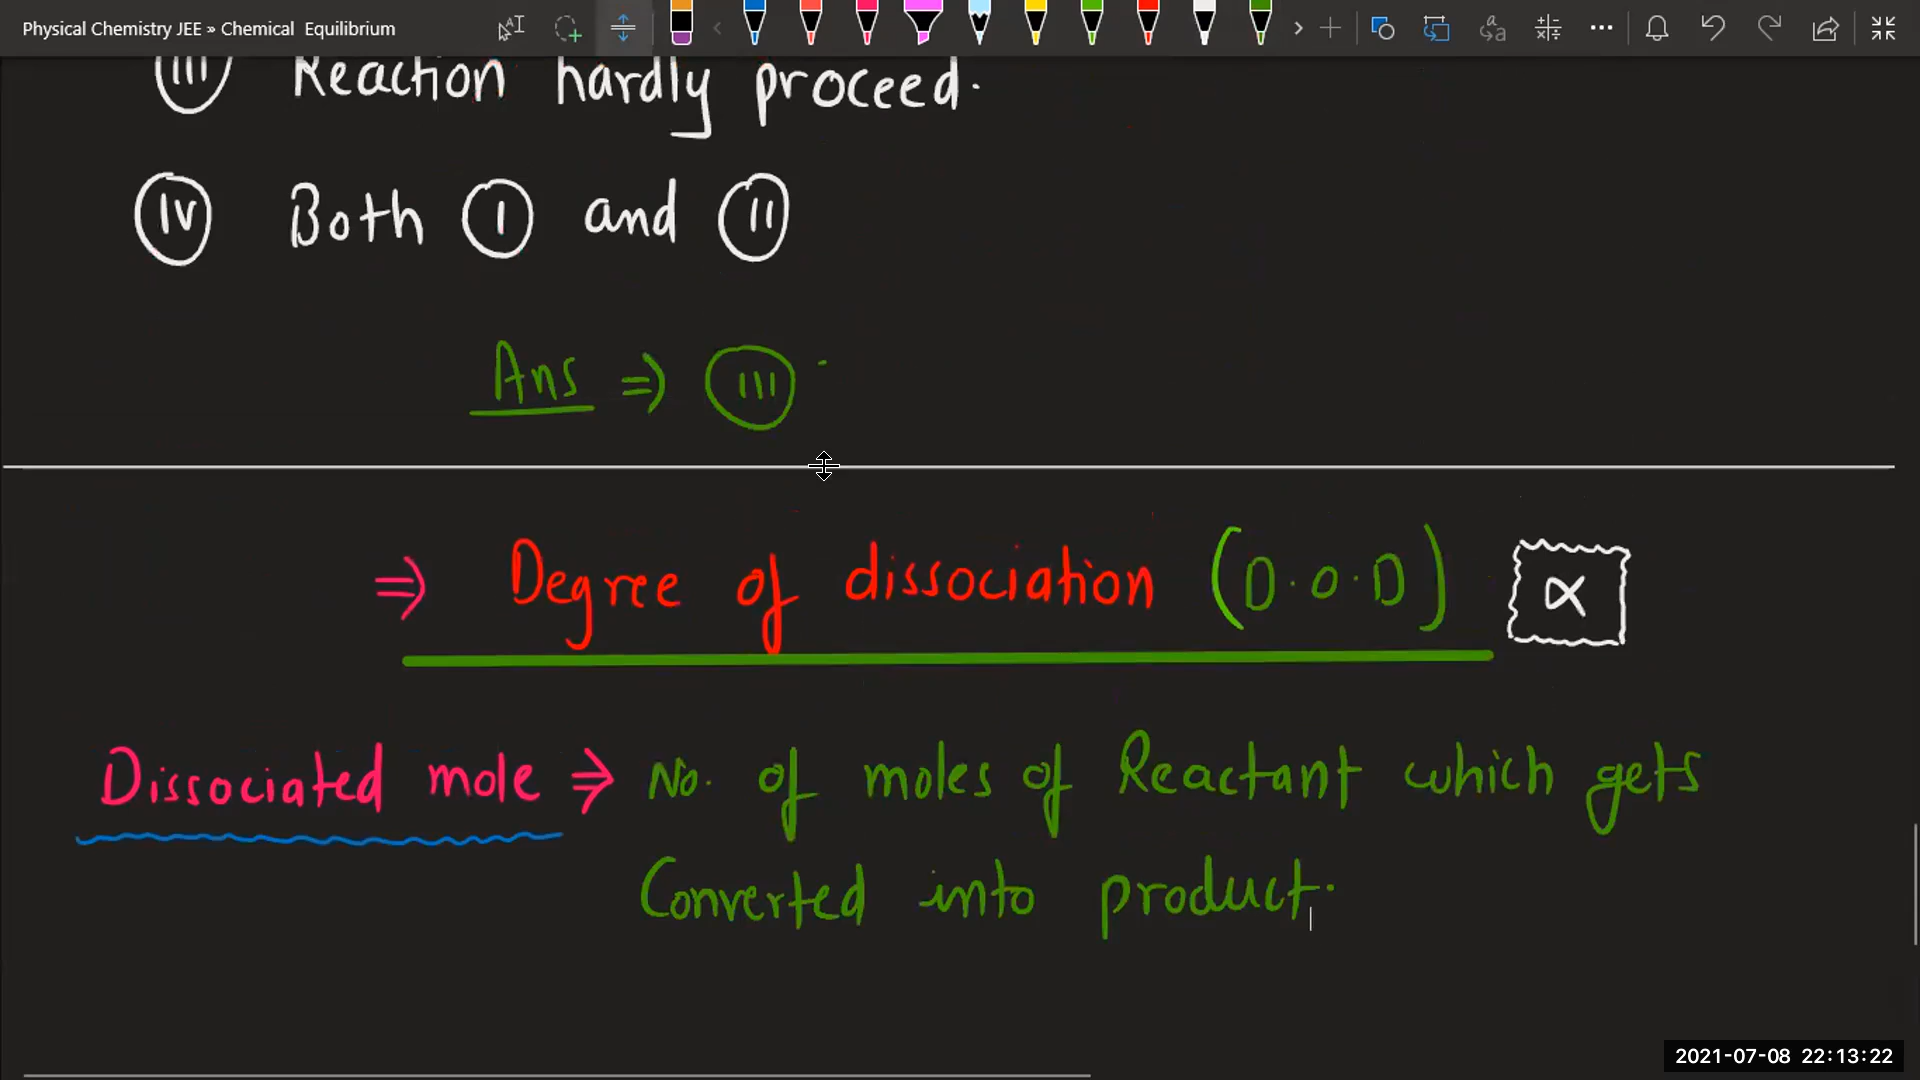 Physical Chemistry JEE » Chemical Equilibrium
(III) Reaction hardly proceed.
(IV) Both (I) and (II)
Ans ⇒ (III)
⇒ Degree of dissociation (D.O.D) ∝
Dissociated mole ⇒ No. of moles of Reactant which gets
Converted into product.
2021-07-08 22:13:22